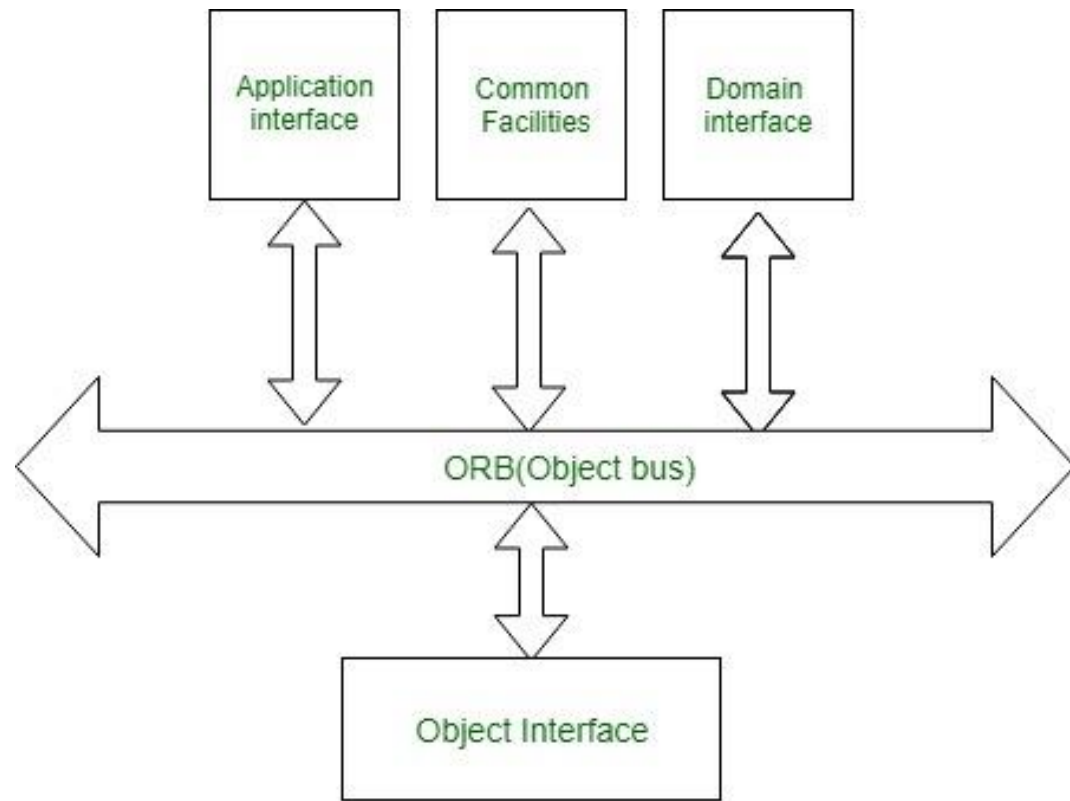 Application
interface
Common
Facilities
Domain
interface
ORB(Object bus)
Object Interface